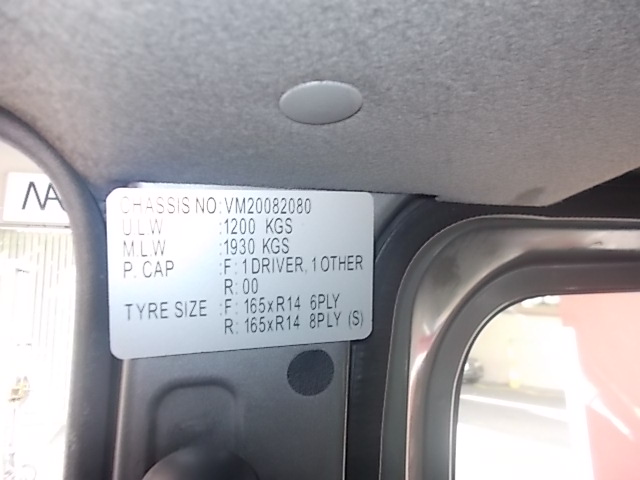 NA
CHASSIS NO:VM20082080
U.L.W :1200 KGS
M.L.W :1930 KGS
P. CAP :F: 1 DRIVER, 1 OTHER
R: 00
TYRE SIZE :F: 165xR14 6PLY
R: 165xR14 8PLY (S)